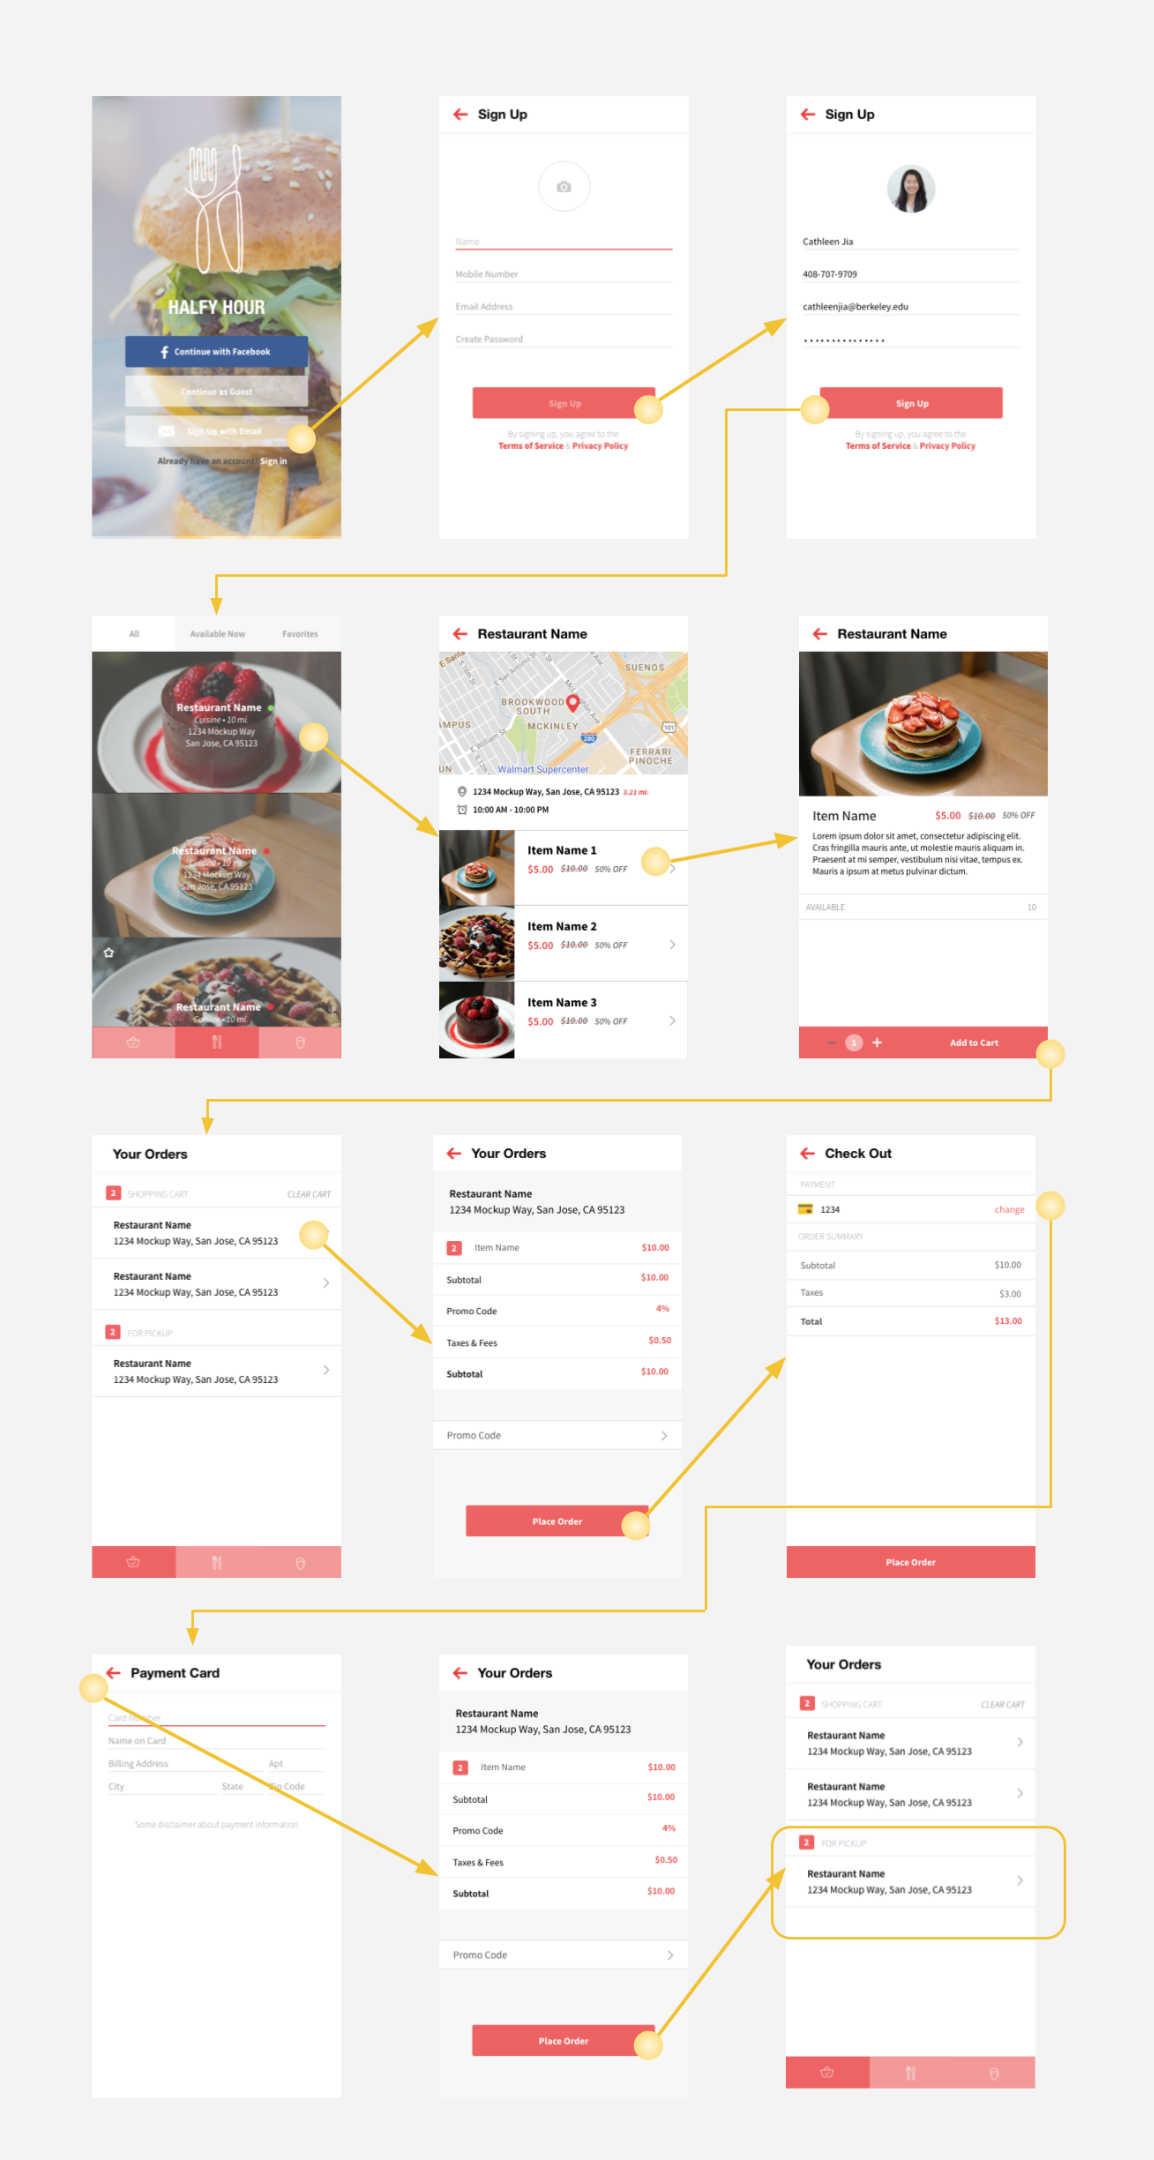 HALFY HOUR
Continue with Facebook
Continue as Guest
Sign Up with Email
Already have an account? Sign in
Sign Up
Name
Mobile Number
Email Address
Create Password
Sign Up
By signing up, you agree to the
Terms of Service & Privacy Policy
Sign Up
Cathleen Jia
408-707-9709
cathleenjia@berkeley.edu
Sign Up
By signing up, you agree to the
Terms of Service & Privacy Policy
All Available Now Favorites
Restaurant Name
Cuisine • 10 mi.
1234 Mockup Way
San Jose, CA 95123
Restaurant Name
Cuisine • 10 mi.
1234 Mockup Way
San Jose, CA 95123
Restaurant Name
Cuisine • 10 mi.
Restaurant Name
E Santa
S 16th St
E San Antonio St
SUENOS
BROOKWOOD
SOUTH
MCKINLEY
AMPUS
E William St
101
280
FERRARI
PINOCHE
UN
S 12th
Walmart Supercenter
1234 Mockup Way, San Jose, CA 95123 3.21 mi.
10:00 AM - 10:00 PM
Item Name 1
$5.00 $10.00 50% OFF
Item Name 2
$5.00 $10.00 50% OFF
Item Name 3
$5.00 $10.00 50% OFF
Restaurant Name
Item Name $5.00 $10.00 50% OFF
Lorem ipsum dolor sit amet, consectetur adipiscing elit.
Cras fringilla mauris ante, ut molestie mauris aliquam in.
Praesent at mi semper, vestibulum nisi vitae, tempus ex.
Mauris a ipsum at metus pulvinar dictum.
AVAILABLE 10
− 1 + Add to Cart
Your Orders
2 SHOPPING CART CLEAR CART
Restaurant Name
1234 Mockup Way, San Jose, CA 95123
Restaurant Name
1234 Mockup Way, San Jose, CA 95123
2 FOR PICKUP
Restaurant Name
1234 Mockup Way, San Jose, CA 95123
Your Orders
Restaurant Name
1234 Mockup Way, San Jose, CA 95123
2 Item Name $10.00
Subtotal $10.00
Promo Code 4%
Taxes & Fees $0.50
Subtotal $10.00
Promo Code
Place Order
Check Out
PAYMENT
1234 change
ORDER SUMMARY
Subtotal $10.00
Taxes $3.00
Total $13.00
Place Order
Payment Card
Card Number
Name on Card
Billing Address Apt
City State Zip Code
Some disclaimer about payment information
Your Orders
Restaurant Name
1234 Mockup Way, San Jose, CA 95123
2 Item Name $10.00
Subtotal $10.00
Promo Code 4%
Taxes & Fees $0.50
Subtotal $10.00
Promo Code
Place Order
Your Orders
2 SHOPPING CART CLEAR CART
Restaurant Name
1234 Mockup Way, San Jose, CA 95123
Restaurant Name
1234 Mockup Way, San Jose, CA 95123
2 FOR PICKUP
Restaurant Name
1234 Mockup Way, San Jose, CA 95123